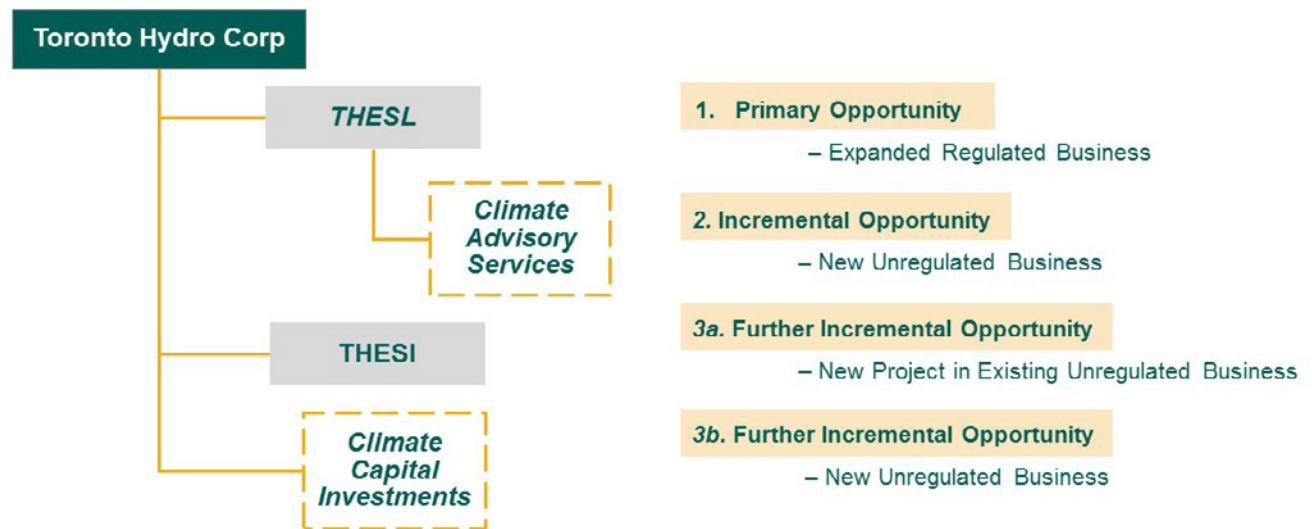 Toronto Hydro Corp
THESL
1. Primary Opportunity
– Expanded Regulated Business
Climate
Advisory
Services
2. Incremental Opportunity
– New Unregulated Business
THESI
3a. Further Incremental Opportunity
– New Project in Existing Unregulated Business
Climate
Capital
Investments
3b. Further Incremental Opportunity
– New Unregulated Business